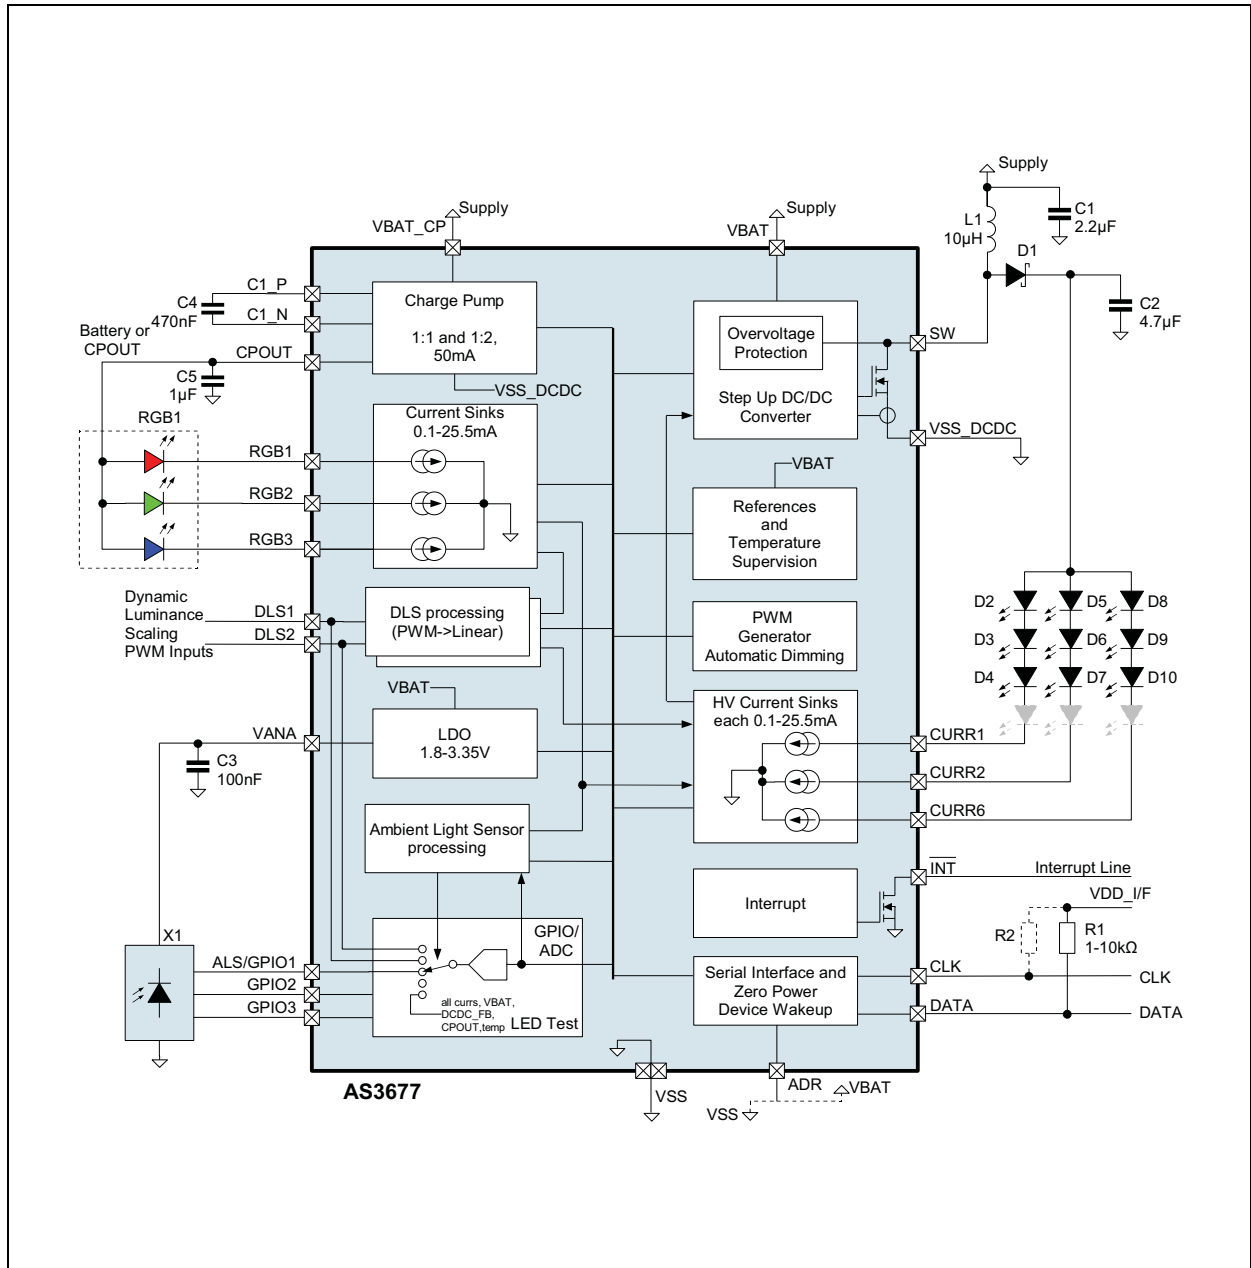 Supply
L1
10µH
C1
2.2µF
D1
C2
4.7µF
Supply
VBAT_CP
Supply
VBAT
C1_P
C4
470nF
C1_N
Battery or
CPOUT
CPOUT
C5
1µF
Charge Pump
1:1 and 1:2,
50mA
VSS_DCDC
Overvoltage
Protection
Step Up DC/DC
Converter
SW
VSS_DCDC
RGB1
RGB1
RGB2
RGB3
Current Sinks
0.1-25.5mA
VBAT
References
and
Temperature
Supervision
Dynamic
Luminance
Scaling
PWM Inputs
DLS1
DLS2
DLS processing
(PWM->Linear)
PWM
Generator
Automatic Dimming
D2
D5
D8
D3
D6
D9
D4
D7
D10
VBAT
LDO
1.8-3.35V
VANA
C3
100nF
HV Current Sinks
each 0.1-25.5mA
CURR1
CURR2
CURR6
Ambient Light Sensor
processing
Interrupt
INT
Interrupt Line
VDD_I/F
R2
R1
1-10kΩ
X1
ALS/GPIO1
GPIO2
GPIO3
GPIO/
ADC
all currs, VBAT,
DCDC_FB,
CPOUT,temp
LED Test
Serial Interface and
Zero Power
Device Wakeup
CLK
CLK
DATA
DATA
AS3677
VSS
ADR
VBAT
VSS